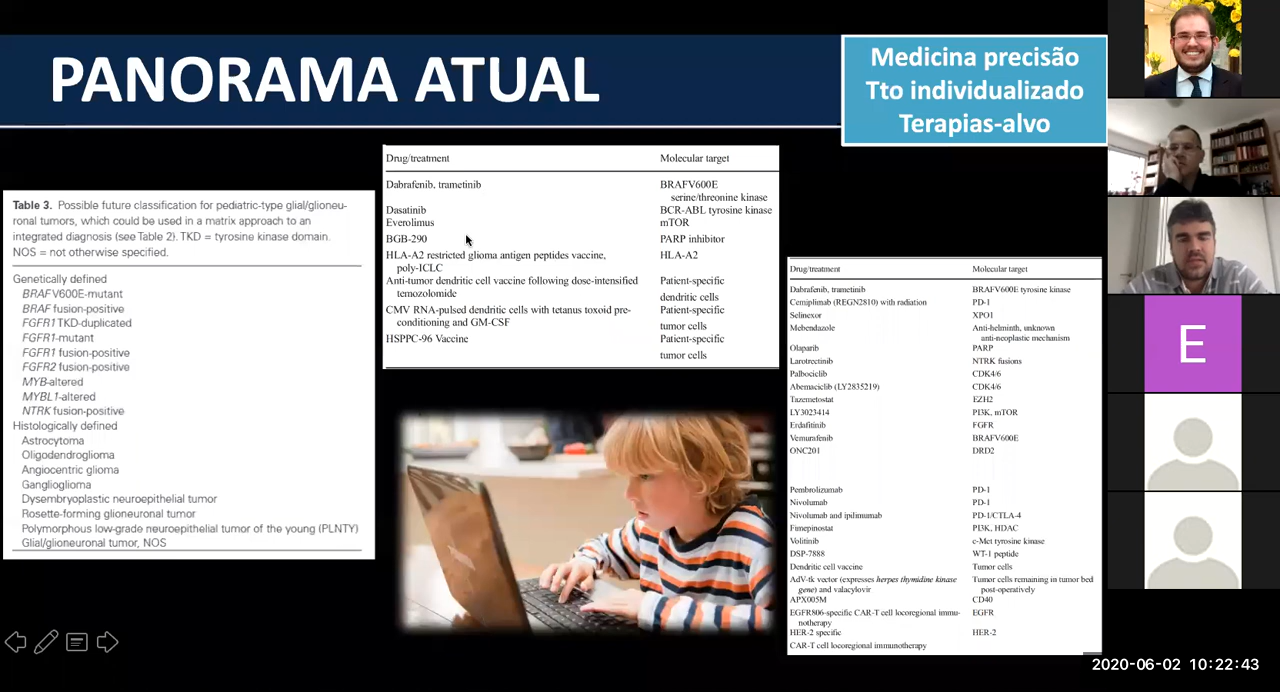 PANORAMA ATUAL
Medicina precisão
Tto individualizado
Terapias-alvo
Table 3. Possible future classification for pediatric-type glial/glioneu-
ronal tumors, which could be used in a matrix approach to an
integrated diagnosis (see Table 2). TKD = tyrosine kinase domain.
NOS = not otherwise specified.
Genetically defined
BRAF V600E-mutant
BRAF fusion-positive
FGFR1 TKD-duplicated
FGFR1-mutant
FGFR1 fusion-positive
FGFR2 fusion-positive
MYB-altered
MYBL1-altered
NTRK fusion-positive
Histologically defined
Astrocytoma
Oligodendroglioma
Angiocentric glioma
Ganglioglioma
Dysembryoplastic neuroepithelial tumor
Rosette-forming glioneuronal tumor
Polymorphous low-grade neuroepithelial tumor of the young (PLNTY)
Glial/glioneuronal tumor, NOS
Drug/treatment Molecular target
Dabrafenib, trametinib BRAFV600E
serine/threonine kinase
Dasatinib BCR-ABL tyrosine kinase
Everolimus mTOR
BGB-290 PARP inhibitor
HLA-A2 restricted glioma antigen peptides vaccine, HLA-A2
poly-ICLC
Anti-tumor dendritic cell vaccine following dose-intensified Patient-specific
temozolomide dendritic cells
CMV RNA-pulsed dendritic cells with tetanus toxoid pre- Patient-specific
conditioning and GM-CSF tumor cells
HSPPC-96 Vaccine Patient-specific
tumor cells
Drug/treatment Molecular target
Dabrafenib, trametinib BRAFV600E tyrosine kinase
Cemiplimab (REGN2810) with radiation PD-1
Selinexor XPO1
Mebendazole Anti-helminth, unknown
anti-neoplastic mechanism
Olaparib PARP
Larotrectinib NTRK fusions
Palbociclib CDK4/6
Abemaciclib (LY2835219) CDK4/6
Tazemetostat EZH2
LY3023414 PI3K, mTOR
Erdafitinib FGFR
Vemurafenib BRAFV600E
ONC201 DRD2
Pembrolizumab PD-1
Nivolumab PD-1
Nivolumab and ipilimumab PD-1/CTLA-4
Fimepinostat PI3K, HDAC
Volitinib c-Met tyrosine kinase
DSP-7888 WT-1 peptide
Dendritic cell vaccine Tumor cells
AdV-tk vector (expresses herpes thymidine kinase Tumor cells remaining in tumor bed
gene) and valacylovir post-operatively
APX005M CD40
EGFR806-specific CAR-T cell locoregional immu- EGFR
notherapy
HER-2 specific HER-2
CAR-T cell locoregional immunotherapy
E
2020-06-02 10:22:43